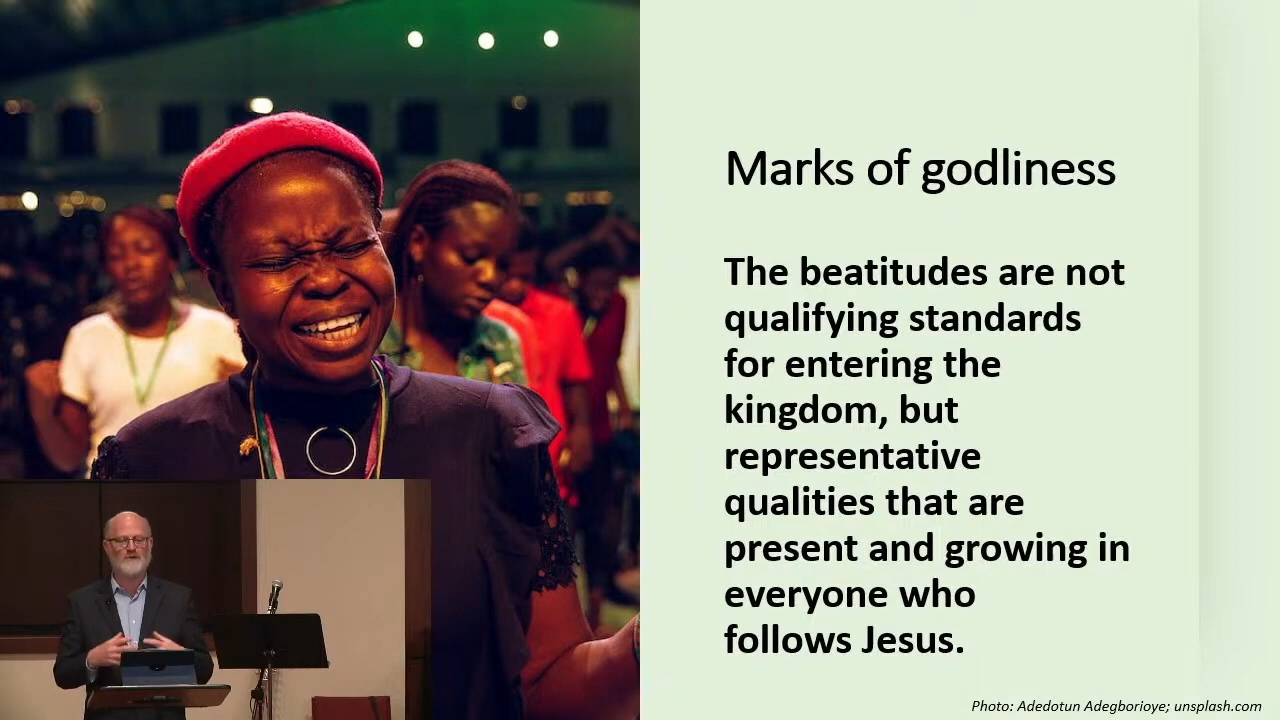 Marks of godliness
The beatitudes are not
qualifying standards
for entering the
kingdom, but
representative
qualities that are
present and growing in
everyone who
follows Jesus.
Photo: Adedotun Adegborioye; unsplash.com